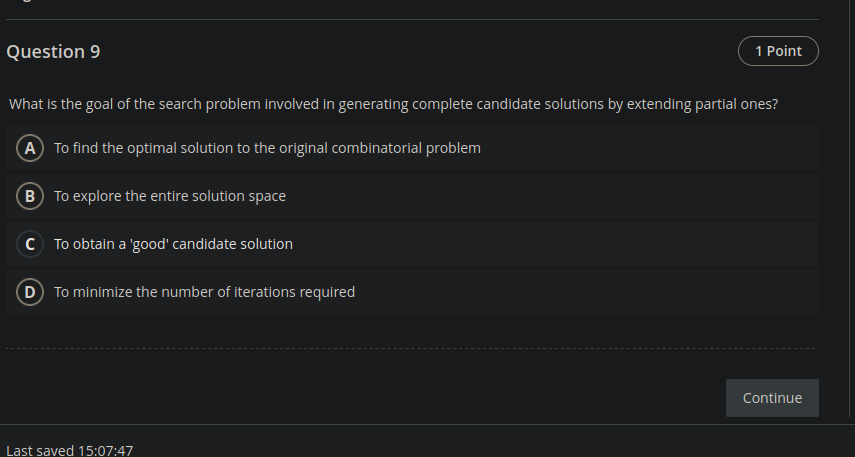 Question 9
1 Point
What is the goal of the search problem involved in generating complete candidate solutions by extending partial ones?
A To find the optimal solution to the original combinatorial problem
B To explore the entire solution space
C To obtain a 'good' candidate solution
D To minimize the number of iterations required
Continue
Last saved 15:07:47